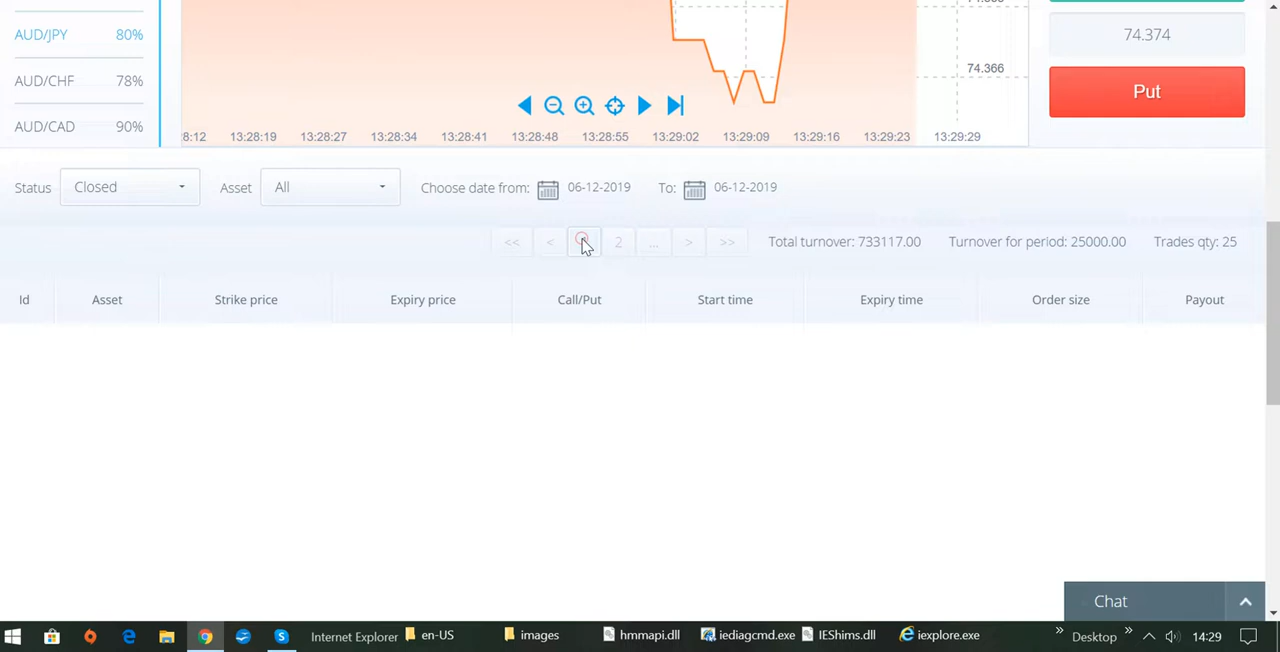 AUD/JPY 80%
AUD/CHF 78%
AUD/CAD 90%
74.366
74.374
Put
8:12 13:28:19 13:28:27 13:28:34 13:28:41 13:28:48 13:28:55 13:29:02 13:29:09 13:29:16 13:29:23 13:29:29
Status Closed Asset All Choose date from: 06-12-2019 To: 06-12-2019
<< < 2 ... > >> Total turnover: 733117.00 Turnover for period: 25000.00 Trades qty: 25
Id Asset Strike price Expiry price Call/Put Start time Expiry time Order size Payout
Chat
Internet Explorer en-US images hmmapi.dll iediagcmd.exe IEShims.dll iexplore.exe » Desktop » 14:29